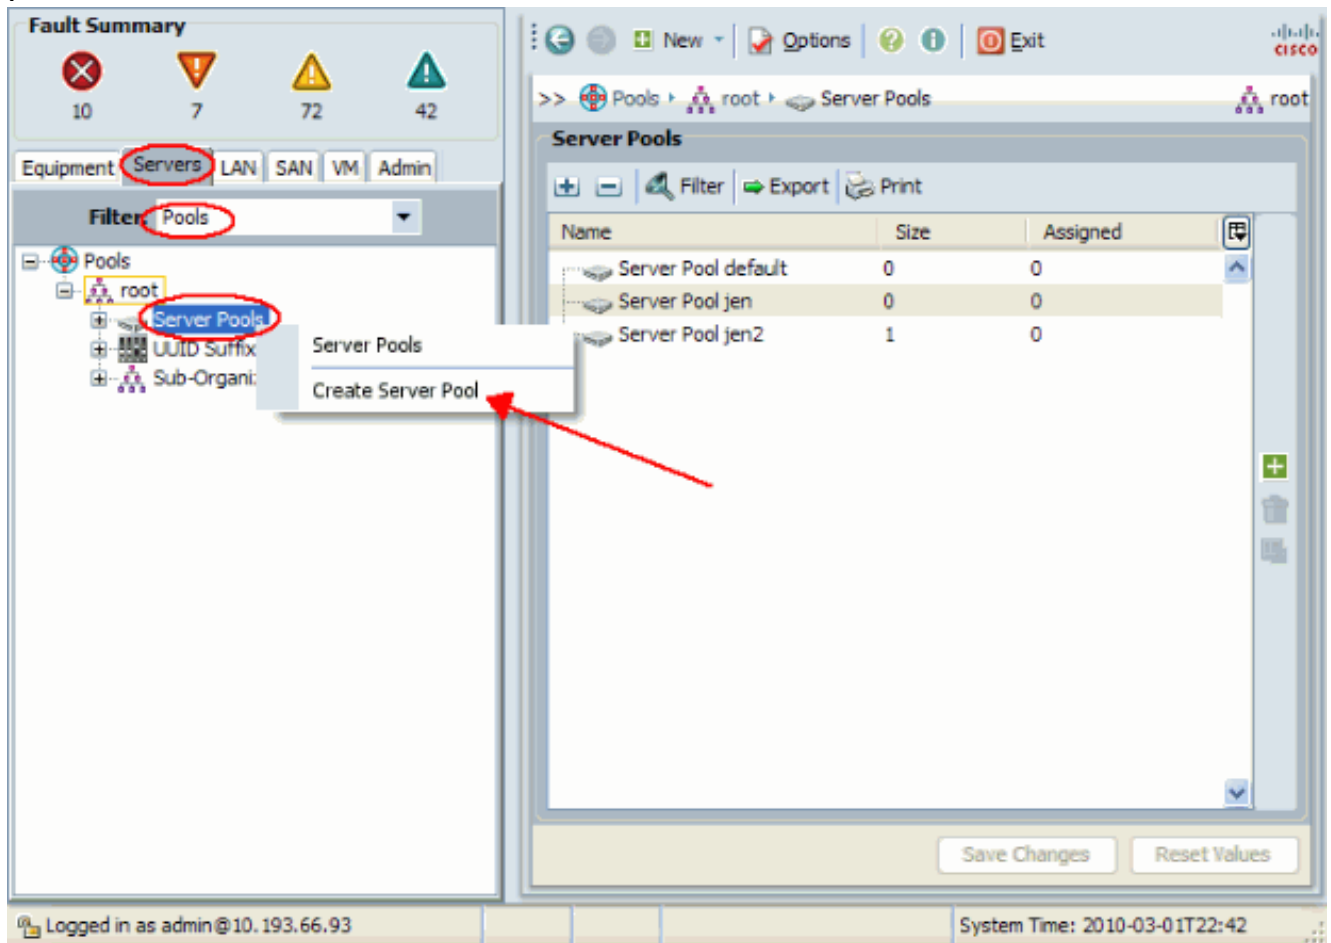 Fault Summary
10 7 72 42
Equipment Servers LAN SAN VM Admin
Filter: Pools
Pools
root
Server Pools
UUID Suffix
Sub-Organi
Server Pools
Create Server Pool
New Options Exit
CISCO
>> Pools root Server Pools root
Server Pools
Filter Export Print
Name Size Assigned
Server Pool default 0 0
Server Pool jen 0 0
Server Pool jen2 1 0
Save Changes Reset Values
Logged in as admin@10.193.66.93 System Time: 2010-03-01T22:42